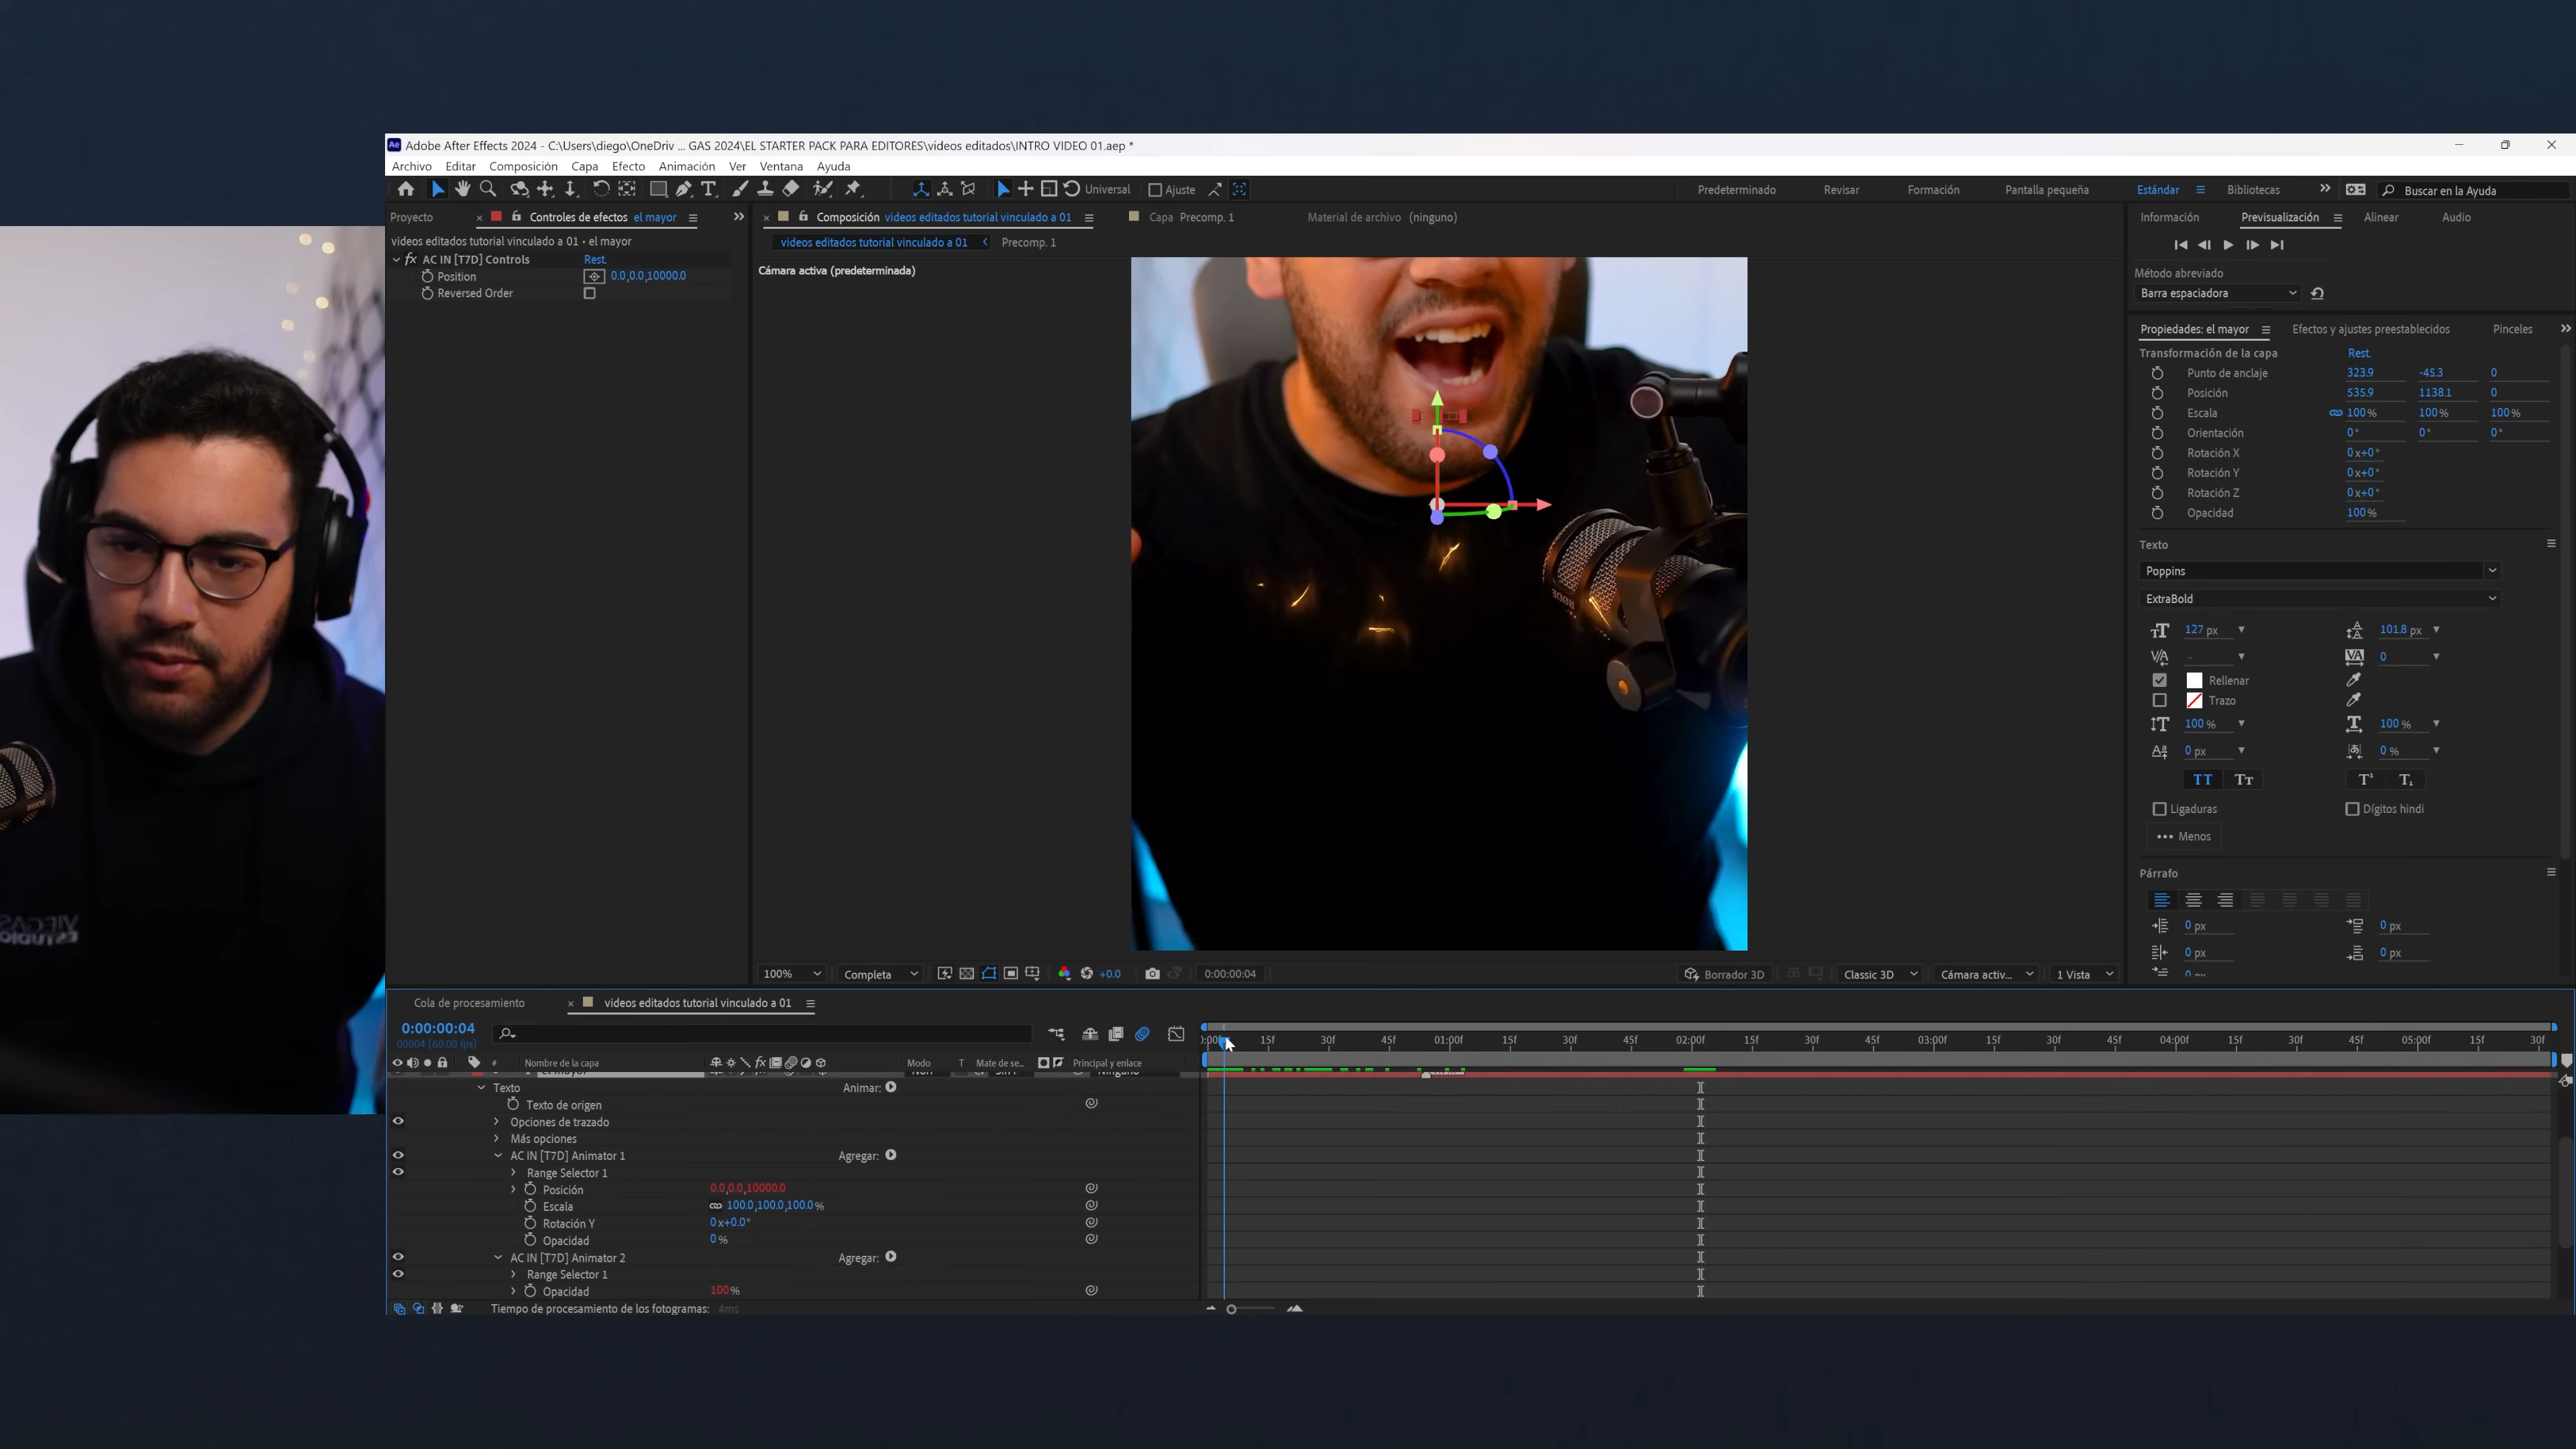 Adobe After Effects 2024 - C:\Users\diego\OneDriv ... GAS 2024\EL STARTER PACK PARA EDITORES\videos editados\INTRO VIDEO 01.aep *
Archivo Editar Composición Capa Efecto Animación Ver Ventana Ayuda
Universal Ajuste Predeterminado Revisar Formación Pantalla pequeña Estándar Bibliotecas Buscar en la Ayuda
Proyecto Controles de efectos el mayor
videos editados tutorial vinculado a 01 • el mayor
fx AC IN [T7D] Controls Rest.
Position 0.0,0.0,10000.0
Reversed Order
Composición videos editados tutorial vinculado a 01 Capa Precomp. 1 Material de archivo (ninguno)
videos editados tutorial vinculado a 01 Precomp. 1
Cámara activa (predeterminada)
RODE
VIEGAS
ESTUDIO
100% Completa +0.0 0:00:00:04 Borrador 3D Classic 3D Cámara activ... 1 Vista
Información Previsualización Alinear Audio
Método abreviado
Barra espaciadora
Propiedades: el mayor Efectos y ajustes preestablecidos Pinceles
Transformación de la capa Rest.
Punto de anclaje 323.9 -45.3 0
Posición 535.9 1138.1 0
Escala 100% 100% 100%
Orientación 0° 0° 0°
Rotación X 0x+0°
Rotación Y 0x+0°
Rotación Z 0x+0°
Opacidad 100%
Texto
Poppins
ExtraBold
127 px 101.8 px
- 0
Rellenar
Trazo
100 % 100 %
0 px 0 %
TT Tт T¹ T₁
Ligaduras Dígitos hindi
Menos
Párrafo
0 px 0 px
0 px 0 px
Cola de procesamiento videos editados tutorial vinculado a 01
0:00:00:04
00004 (60.00 fps)
# Nombre de la capa Modo T Mate de se... Principal y enlace
15f 30f 45f 01:00f 15f 30f 45f 02:00f 15f 30f 45f 03:00f 15f 30f 45f 04:00f 15f 30f 45f 05:00f 15f 30f
Texto Animar:
Texto de origen
Opciones de trazado
Más opciones
AC IN [T7D] Animator 1 Agregar:
Range Selector 1
Posición 0.0,0.0,10000.0
Escala 100.0,100.0,100.0%
Rotación Y 0x+0.0°
Opacidad 0%
AC IN [T7D] Animator 2 Agregar:
Range Selector 1
Opacidad 100%
Tiempo de procesamiento de los fotogramas: 4ms